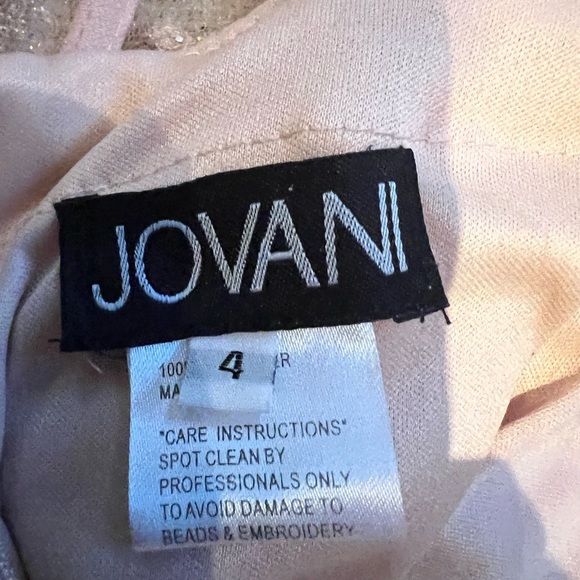 JOVANI
4
"CARE INSTRUCTIONS"
SPOT CLEAN BY
PROFESSIONALS ONLY
TO AVOID DAMAGE TO
BEADS & EMBROIDERY